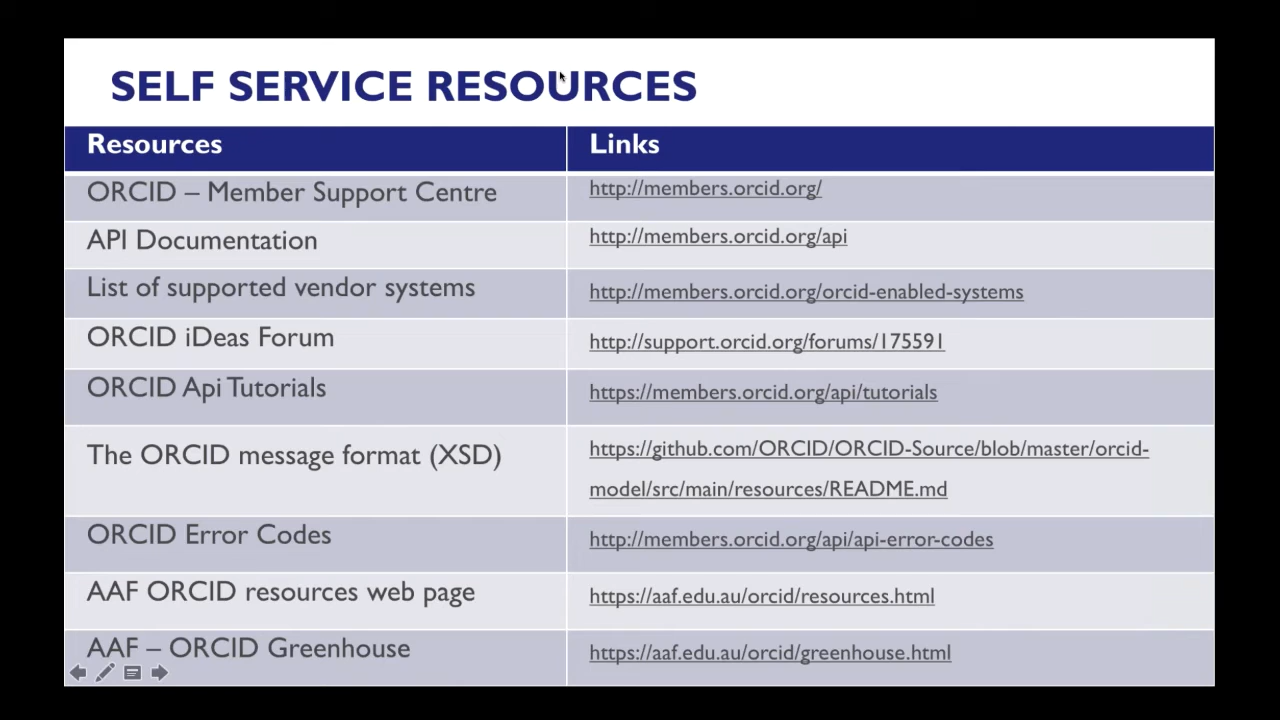 SELF SERVICE RESOURCES
Resources Links
ORCID – Member Support Centre http://members.orcid.org/
API Documentation http://members.orcid.org/api
List of supported vendor systems http://members.orcid.org/orcid-enabled-systems
ORCID iDeas Forum http://support.orcid.org/forums/175591
ORCID Api Tutorials https://members.orcid.org/api/tutorials
The ORCID message format (XSD) https://github.com/ORCID/ORCID-Source/blob/master/orcid-
model/src/main/resources/README.md
ORCID Error Codes http://members.orcid.org/api/api-error-codes
AAF ORCID resources web page https://aaf.edu.au/orcid/resources.html
AAF – ORCID Greenhouse https://aaf.edu.au/orcid/greenhouse.html